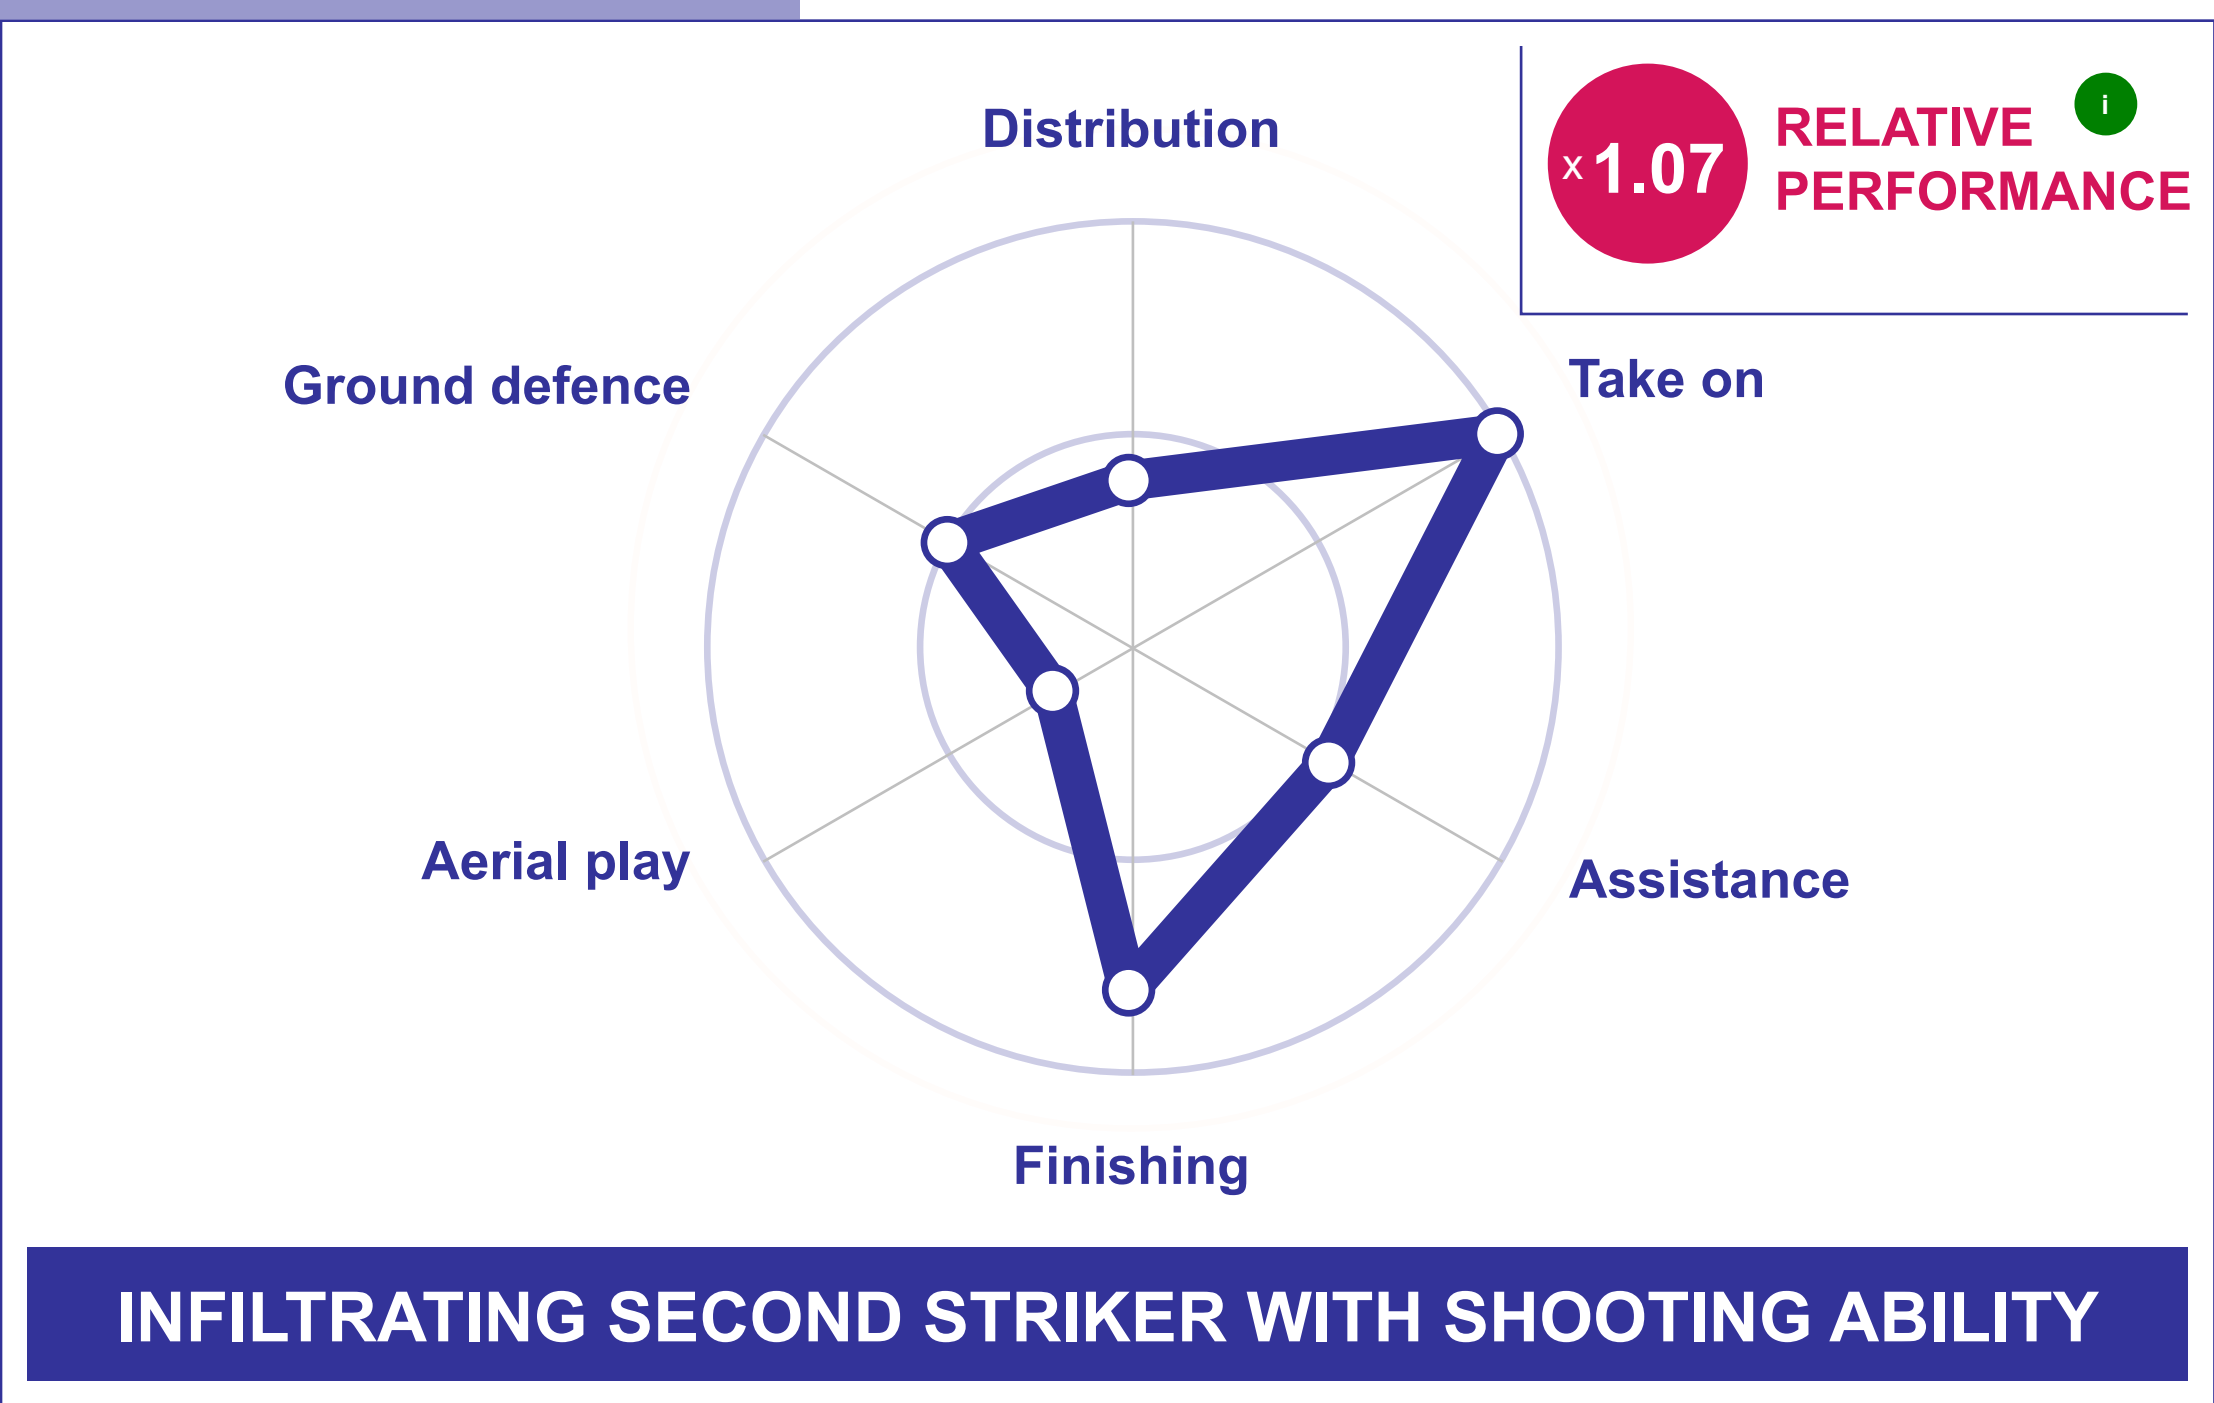 Distribution
x 1.07
RELATIVE
PERFORMANCE
i
Ground defence
Take on
Aerial play
Assistance
Finishing
INFILTRATING SECOND STRIKER WITH SHOOTING ABILITY